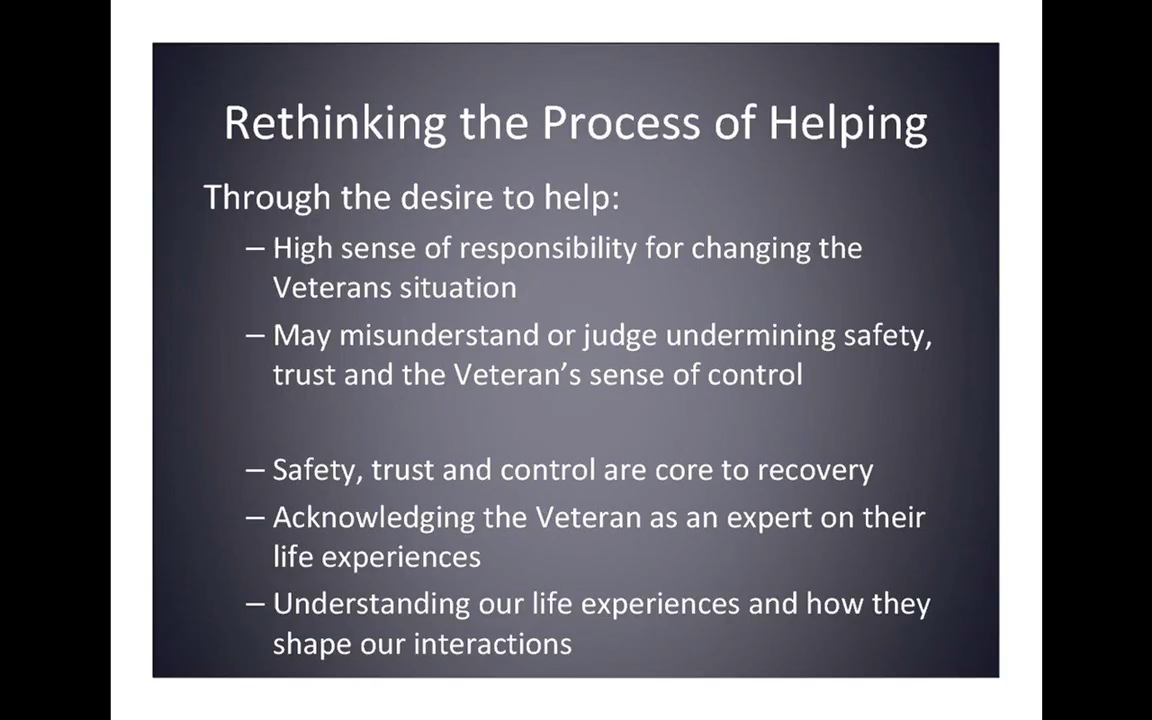 Rethinking the Process of Helping
Through the desire to help:
– High sense of responsibility for changing the
Veterans situation
– May misunderstand or judge undermining safety,
trust and the Veteran’s sense of control
– Safety, trust and control are core to recovery
– Acknowledging the Veteran as an expert on their
life experiences
– Understanding our life experiences and how they
shape our interactions